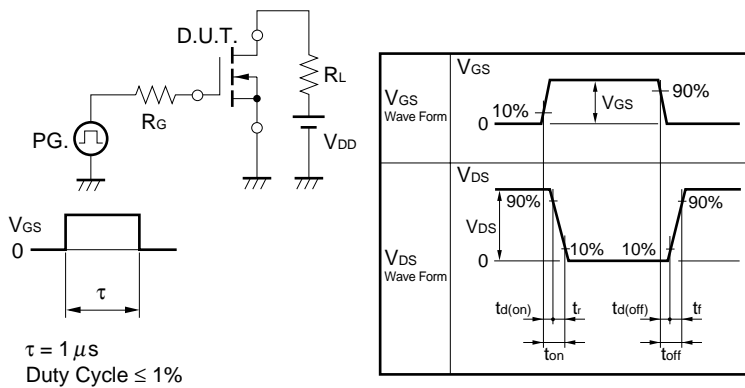 D.U.T.
RL
RG
PG.
VDD
VGS
0
τ
τ = 1 μs
Duty Cycle ≤ 1%
VGS
Wave Form
VGS
10%
VGS
90%
0
VDS
Wave Form
VDS
90%
VDS
10%
10%
90%
0
td(on)
tr
td(off)
tf
ton
toff